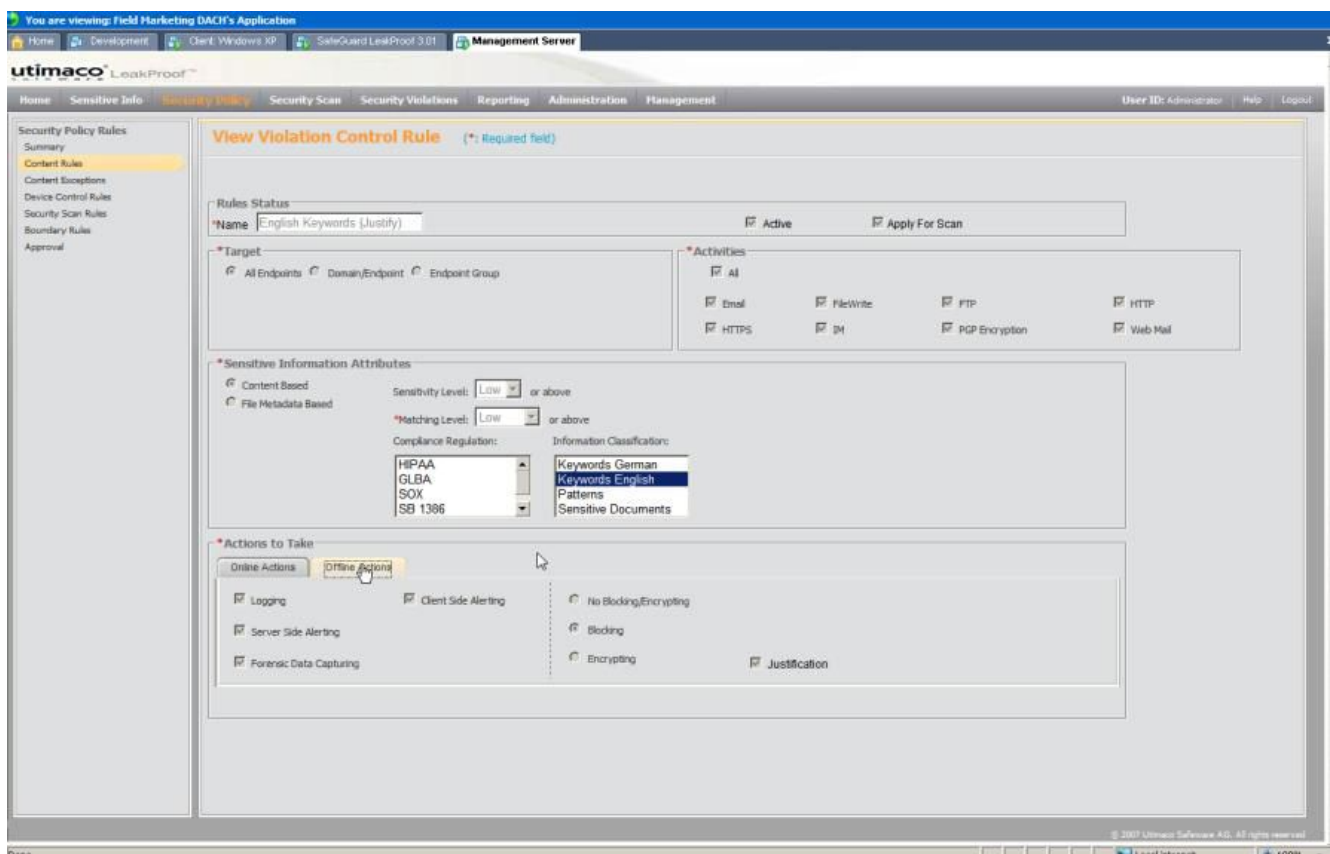 You are viewing: Field Marketing DACH's Application
Home Development Client: Windows XP SafeGuard LeakProof 3.01 Management Server
utimaco LeakProof™
software
Home Sensitive Info Security Policy Security Scan Security Violations Reporting Administration Management User ID: Administrator Help Logout
Security Policy Rules
Summary
Content Rules
Content Exceptions
Device Control Rules
Security Scan Rules
Boundary Rules
Approval
View Violation Control Rule (*: Required field)
Rules Status
*Name English Keywords (Justify) Active Apply For Scan
*Target
All Endpoints Domain/Endpoint Endpoint Group
*Activities
All
Email FileWrite FTP HTTP
HTTPS IM PGP Encryption Web Mail
*Sensitive Information Attributes
Content Based
File Metadata Based
Sensitivity Level: Low or above
*Matching Level: Low or above
Compliance Regulation: Information Classification:
HIPAA
GLBA
SOX
SB 1386
Keywords German
Keywords English
Patterns
Sensitive Documents
*Actions to Take
Online Actions Offline Actions
Logging Client Side Alerting
Server Side Alerting
Forensic Data Capturing
No Blocking/Encrypting
Blocking
Encrypting Justification
© 2007 Utimaco Safeware AG. All rights reserved